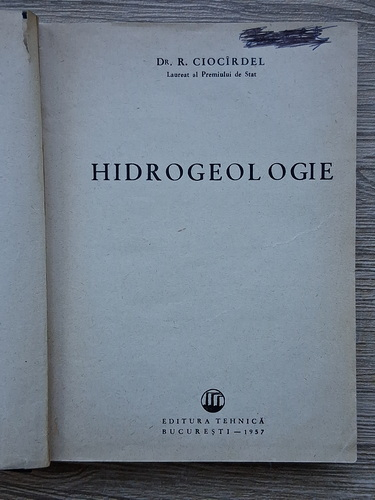 DR. R. CIOCÎRDEL
Laureat al Premiului de Stat
HIDROGEOLOGIE
EDITURA TEHNICĂ
BUCUREȘTI — 1957